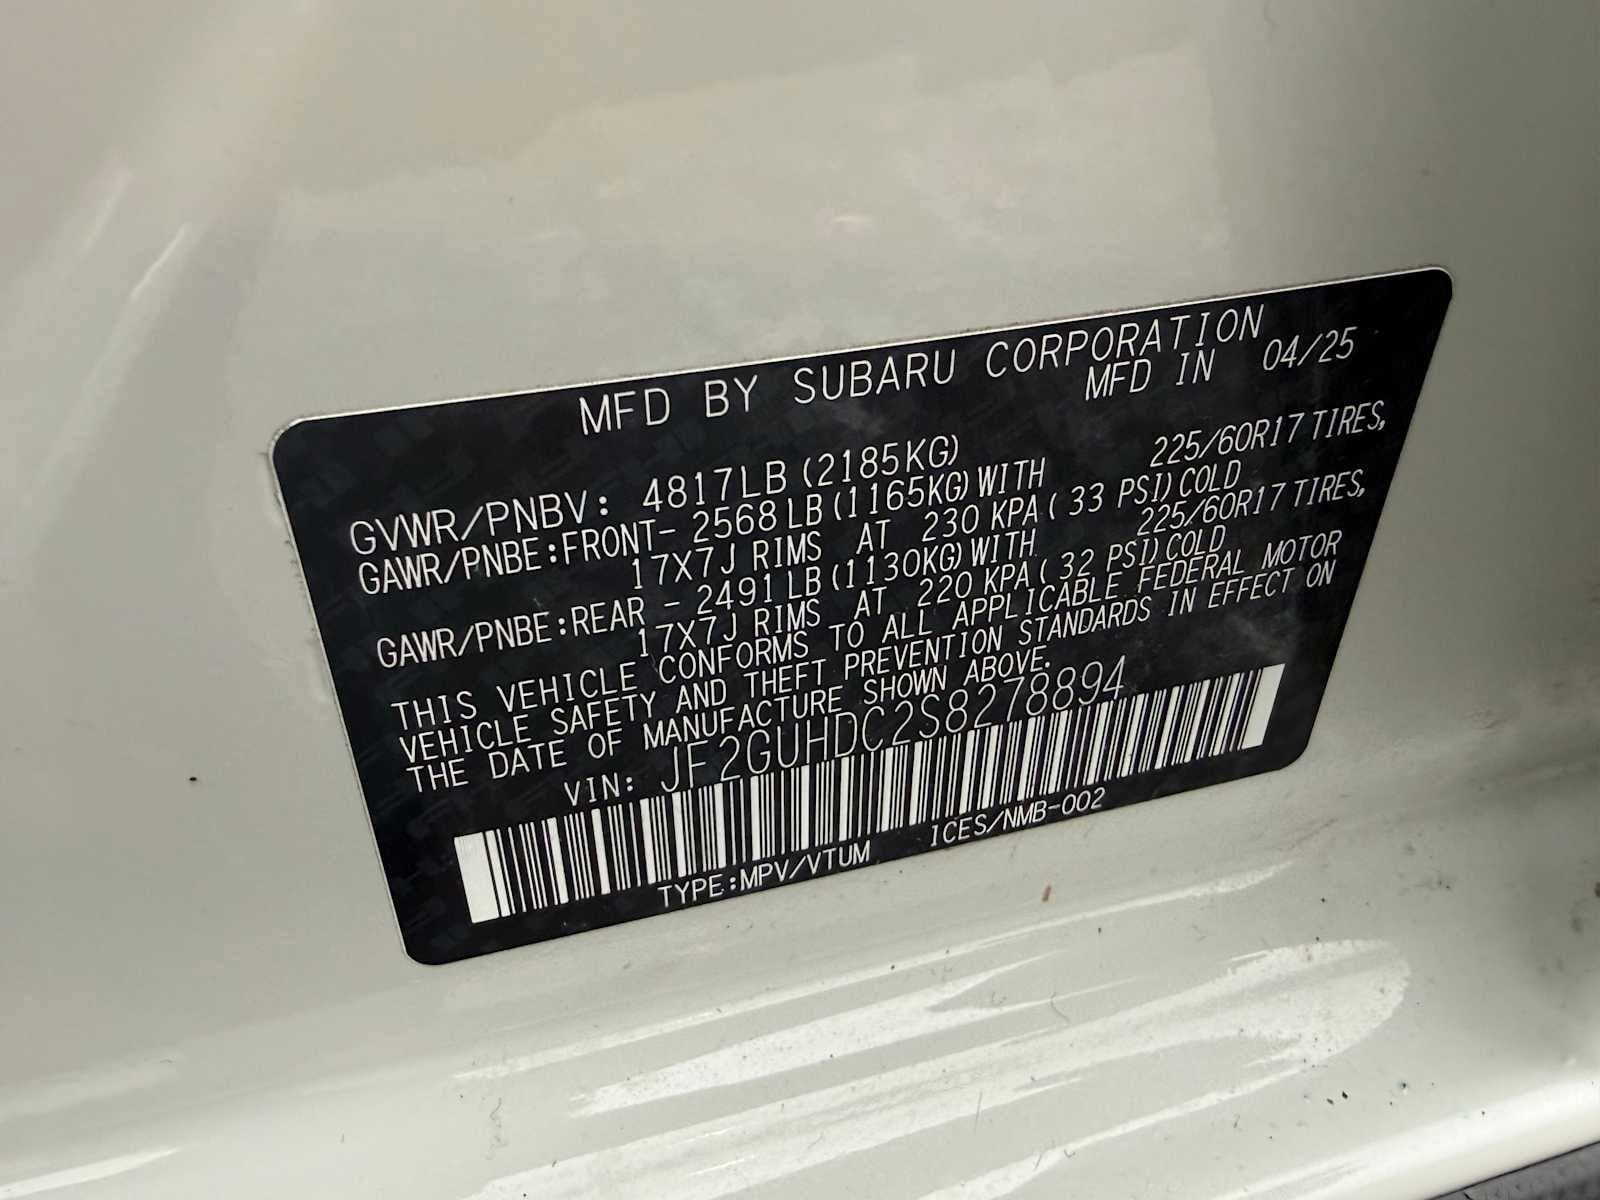 MFD BY SUBARU CORPORATION
MFD IN 04/25
GVWR/PNBV: 4817LB (2185KG)
GAWR/PNBE:FRONT- 2568 LB (1165KG) WITH 225/60R17 TIRES,
17X7J RIMS AT 230 KPA ( 33 PSI) COLD
GAWR/PNBE:REAR - 2491 LB (1130KG) WITH 225/60R17 TIRES,
17X7J RIMS AT 220 KPA ( 32 PSI) COLD
THIS VEHICLE CONFORMS TO ALL APPLICABLE FEDERAL MOTOR
VEHICLE SAFETY AND THEFT PREVENTION STANDARDS IN EFFECT ON
THE DATE OF MANUFACTURE SHOWN ABOVE.
VIN: JF2GUHDC2S8278894
TYPE:MPV/VTUM ICES/NMB-002